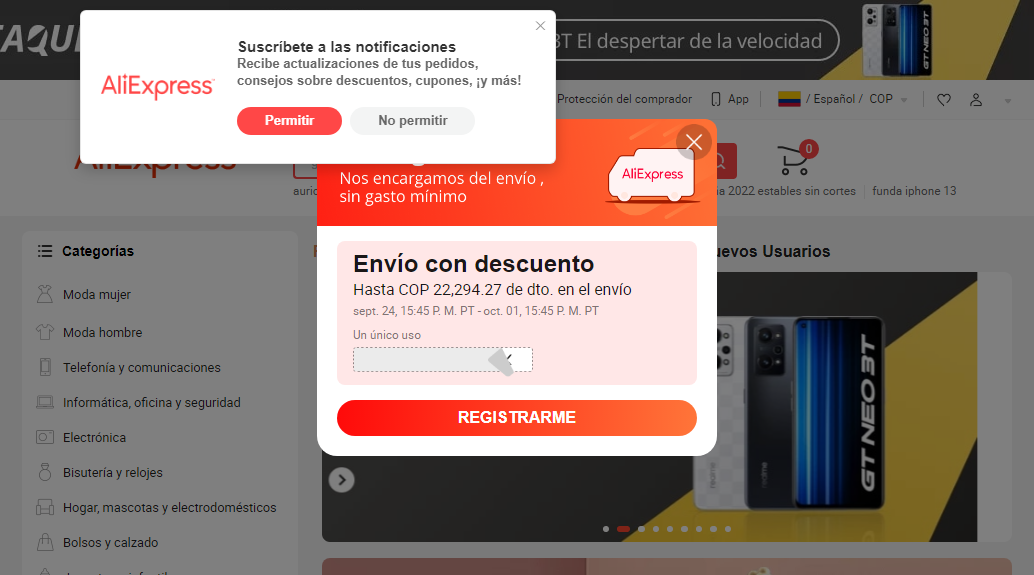 Suscríbete a las notificaciones
Recibe actualizaciones de tus pedidos,
consejos sobre descuentos, cupones, ¡y más!
AliExpress
Permitir
No permitir
3T El despertar de la velocidad
GT NEO 3T
Protección del comprador
App
/ Español / COP
0
2022 estables sin cortes
funda iphone 13
Nos encargamos del envío ,
sin gasto mínimo
AliExpress
Envío con descuento
Hasta COP 22,294.27 de dto. en el envío
sept. 24, 15:45 P. M. PT - oct. 01, 15:45 P. M. PT
Un único uso
REGISTRARME
Categorías
Moda mujer
Moda hombre
Telefonía y comunicaciones
Informática, oficina y seguridad
Electrónica
Bisutería y relojes
Hogar, mascotas y electrodomésticos
Bolsos y calzado
Usuarios
GT NEO 3T
realme